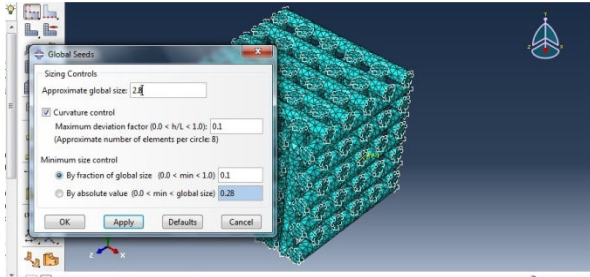 Global Seeds
Sizing Controls
Approximate global size: 2.8
Curvature control
Maximum deviation factor (0.0 < h/L < 1.0): 0.1
(Approximate number of elements per circle: 8)
Minimum size control
By fraction of global size (0.0 < min < 1.0) 0.1
By absolute value (0.0 < min < global size) 0.28
OK Apply Defaults Cancel